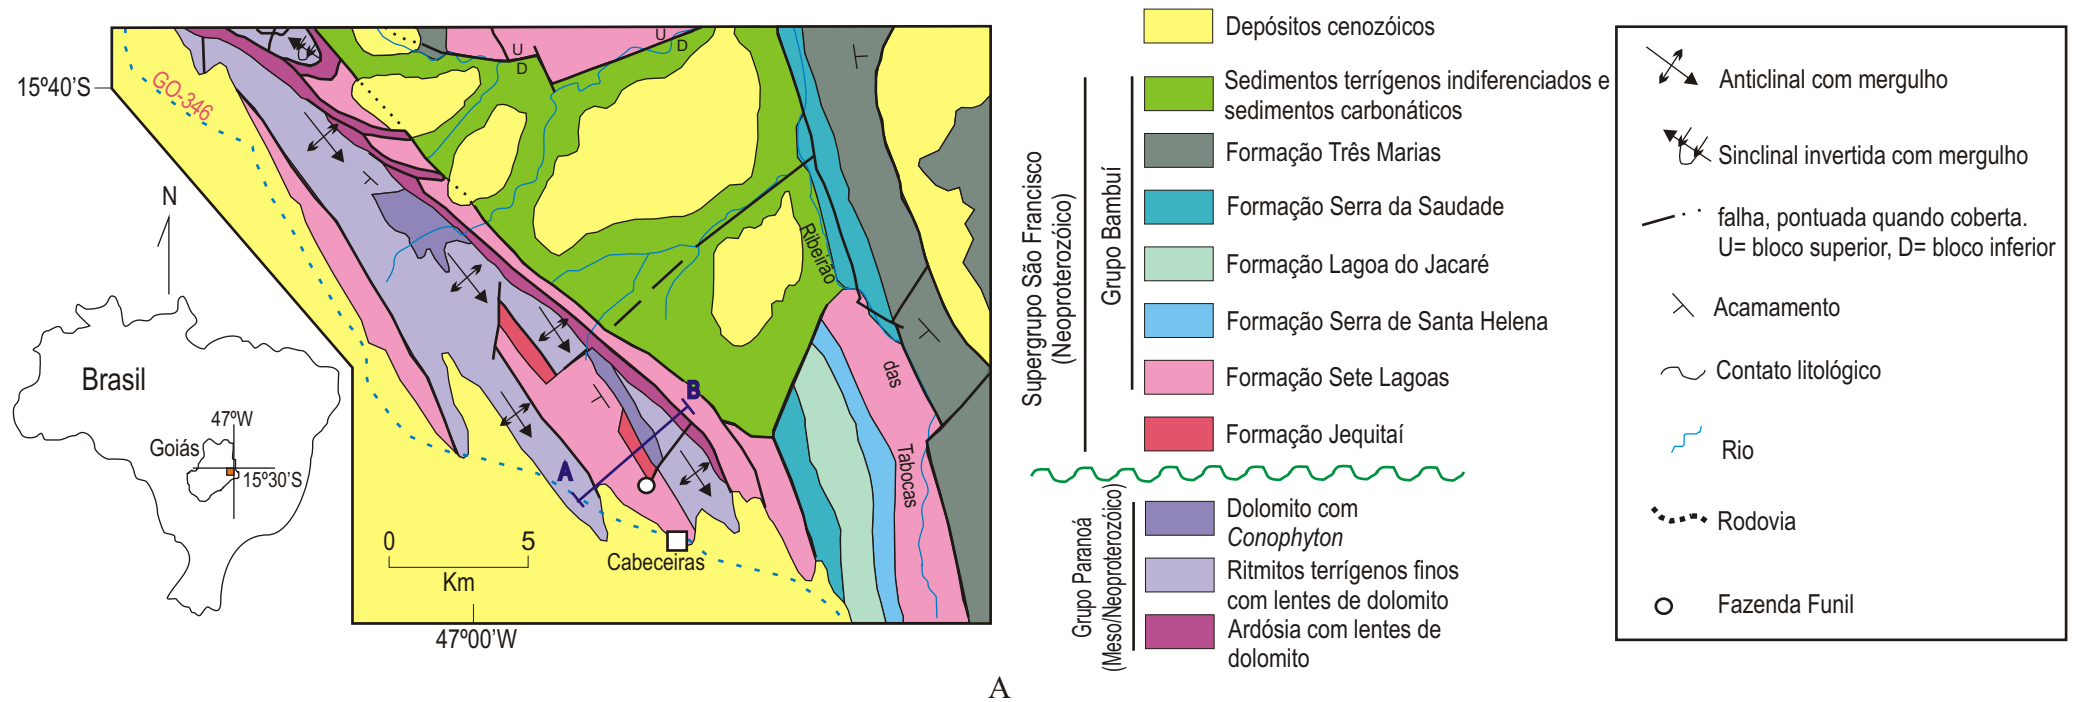 15º40'S
GO-346
U
D
U
D
N
Ribeirão
das
Tabocas
Brasil
47ºW
Goiás
15º30'S
A
B
0 5
Km
Cabeceiras
47º00'W
A
Depósitos cenozóicos
Supergrupo São Francisco
(Neoproterozóico)
Grupo Bambuí
Sedimentos terrígenos indiferenciados e
sedimentos carbonáticos
Formação Três Marias
Formação Serra da Saudade
Formação Lagoa do Jacaré
Formação Serra de Santa Helena
Formação Sete Lagoas
Formação Jequitaí
Grupo Paranoá
(Meso/Neoproterozóico)
Dolomito com
Conophyton
Ritmitos terrígenos finos
com lentes de dolomito
Ardósia com lentes de
dolomito
Anticlinal com mergulho
Sinclinal invertida com mergulho
falha, pontuada quando coberta.
U= bloco superior, D= bloco inferior
Acamamento
Contato litológico
Rio
Rodovia
Fazenda Funil